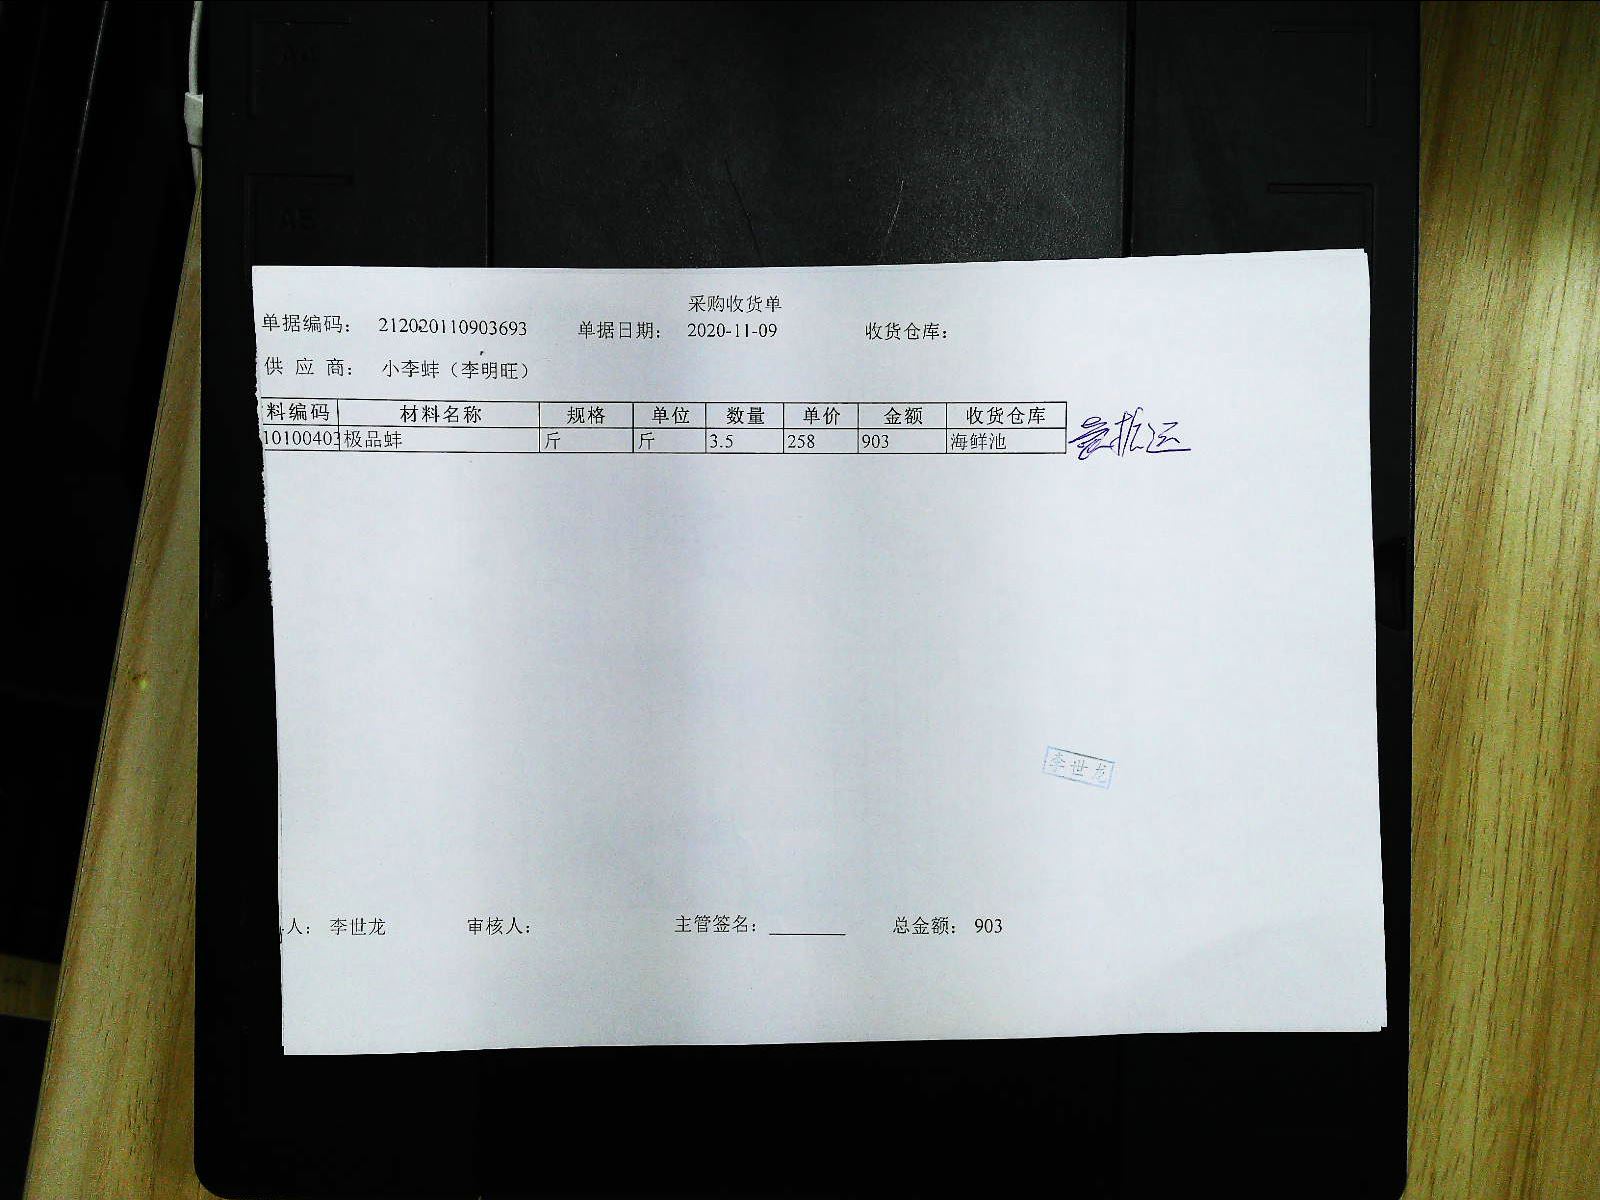 采购收货单
单据编码： 212020110903693 单据日期： 2020-11-09 收货仓库：
供 应 商： 小李蚌（李明旺）
料编码 材料名称 规格 单位 数量 单价 金额 收货仓库
10100403 极品蚌 斤 斤 3.5 258 903 海鲜池
李世龙
人： 李世龙 审核人： 主管签名： 总金额： 903